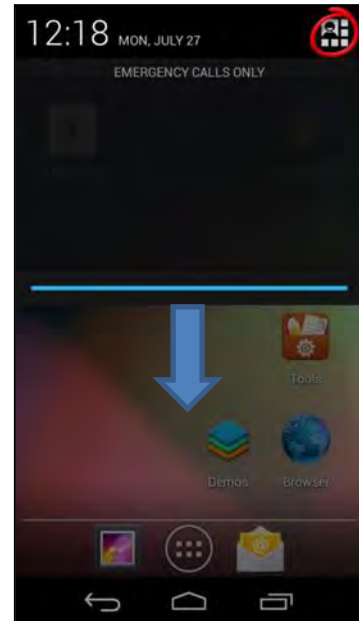 12:18 MON, JULY 27
EMERGENCY CALLS ONLY
Tools
Demos
Browser